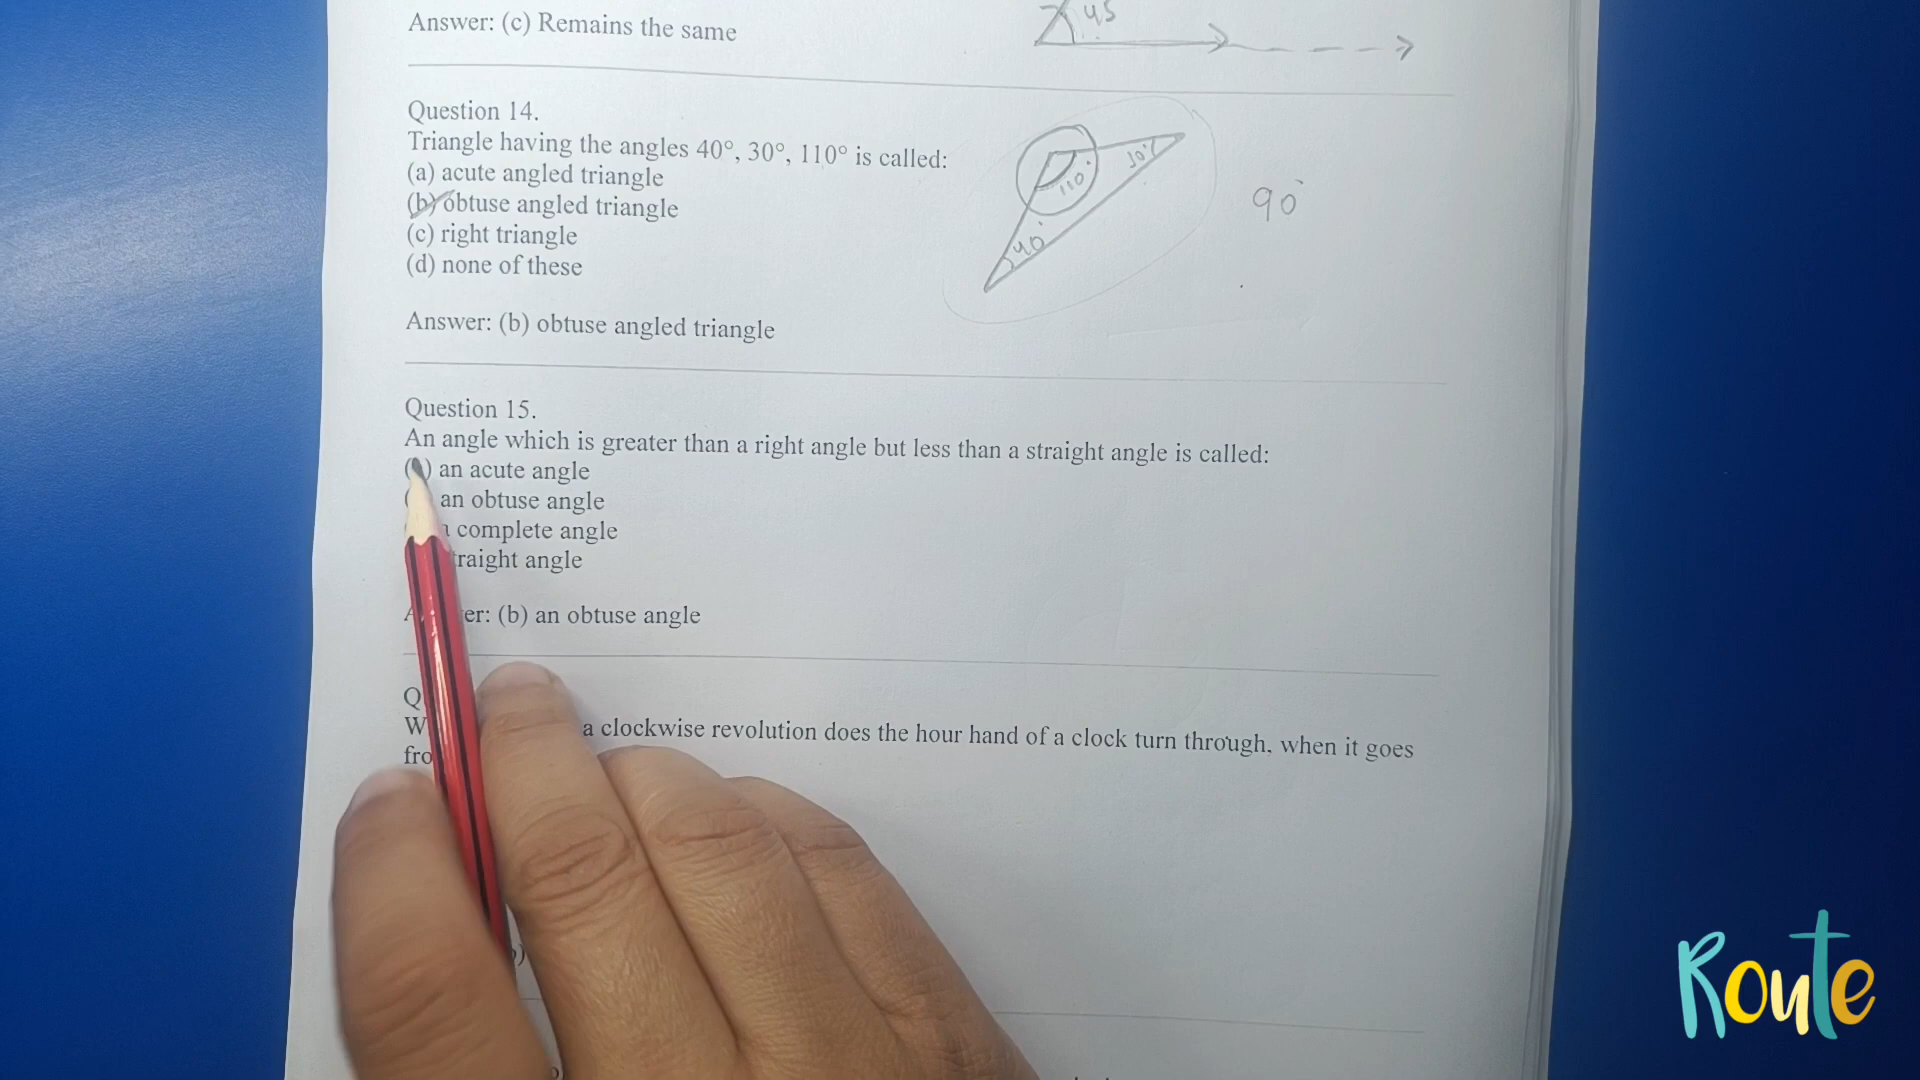 Answer: (c) Remains the same
45
Question 14.
Triangle having the angles 40°, 30°, 110° is called:
(a) acute angled triangle
(b) obtuse angled triangle
(c) right triangle
(d) none of these
110°
40°
90°
Answer: (b) obtuse angled triangle
Question 15.
An angle which is greater than a right angle but less than a straight angle is called:
an acute angle
an obtuse angle
complete angle
angle
(b) an obtuse angle
a clockwise revolution does the hour hand of a clock turn through, when it goes
Route